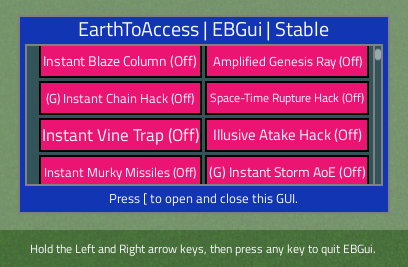 EarthToAccess | EBGui | Stable
Instant Blaze Column (Off) Amplified Genesis Ray (Off)
(G) Instant Chain Hack (Off) Space-Time Rupture Hack (Off)
Instant Vine Trap (Off) Illusive Atake Hack (Off)
Instant Murky Missiles (Off) (G) Instant Storm AoE (Off)
Press [ to open and close this GUI.
Hold the Left and Right arrow keys, then press any key to quit EBGui.